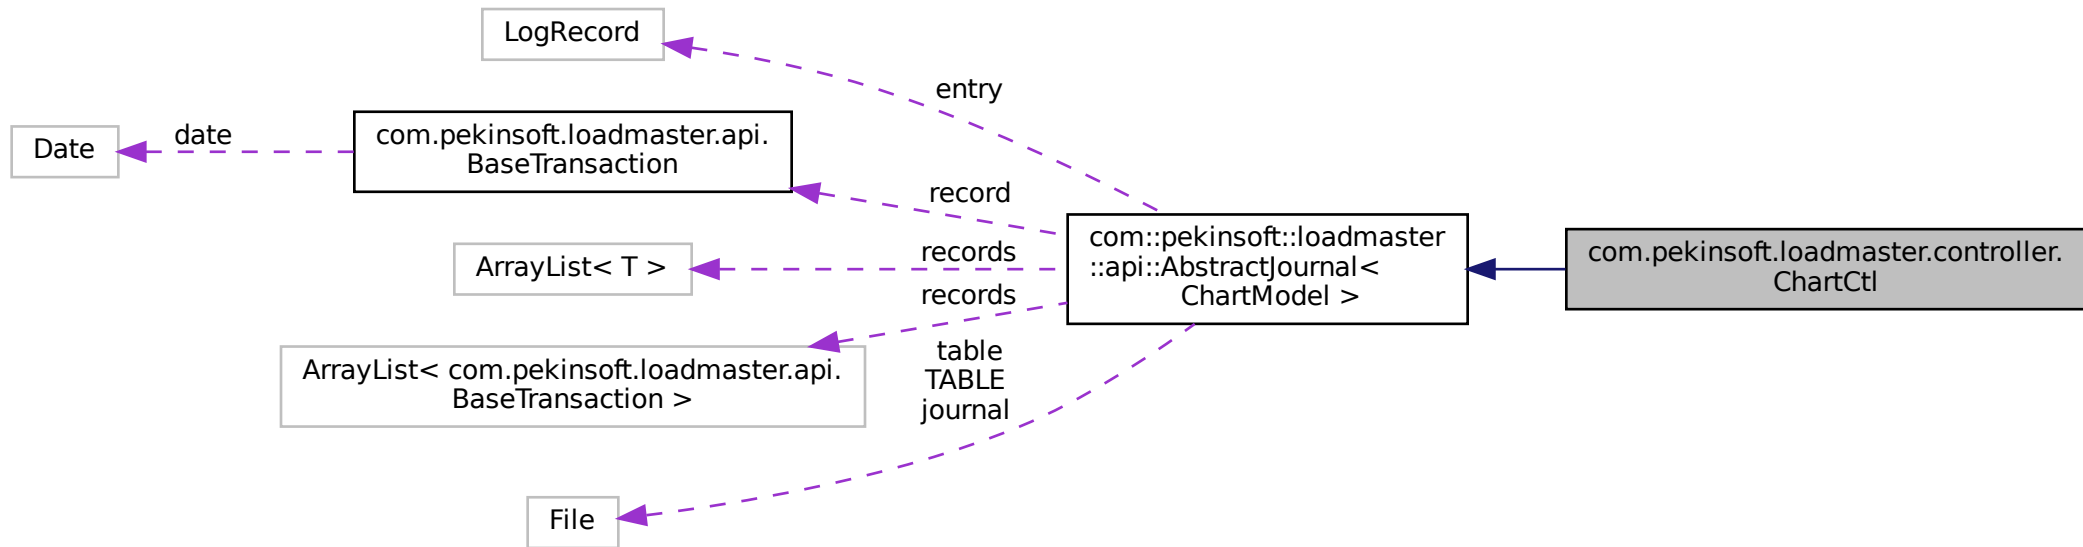 LogRecord
entry
com.pekinsoft.loadmaster.api.
BaseTransaction
date
Date
record
com::pekinsoft::loadmaster
::api::AbstractJournal<
ChartModel >
com.pekinsoft.loadmaster.controller.
ChartCtl
records
ArrayList< T >
records
ArrayList< com.pekinsoft.loadmaster.api.
BaseTransaction >
table
TABLE
journal
File